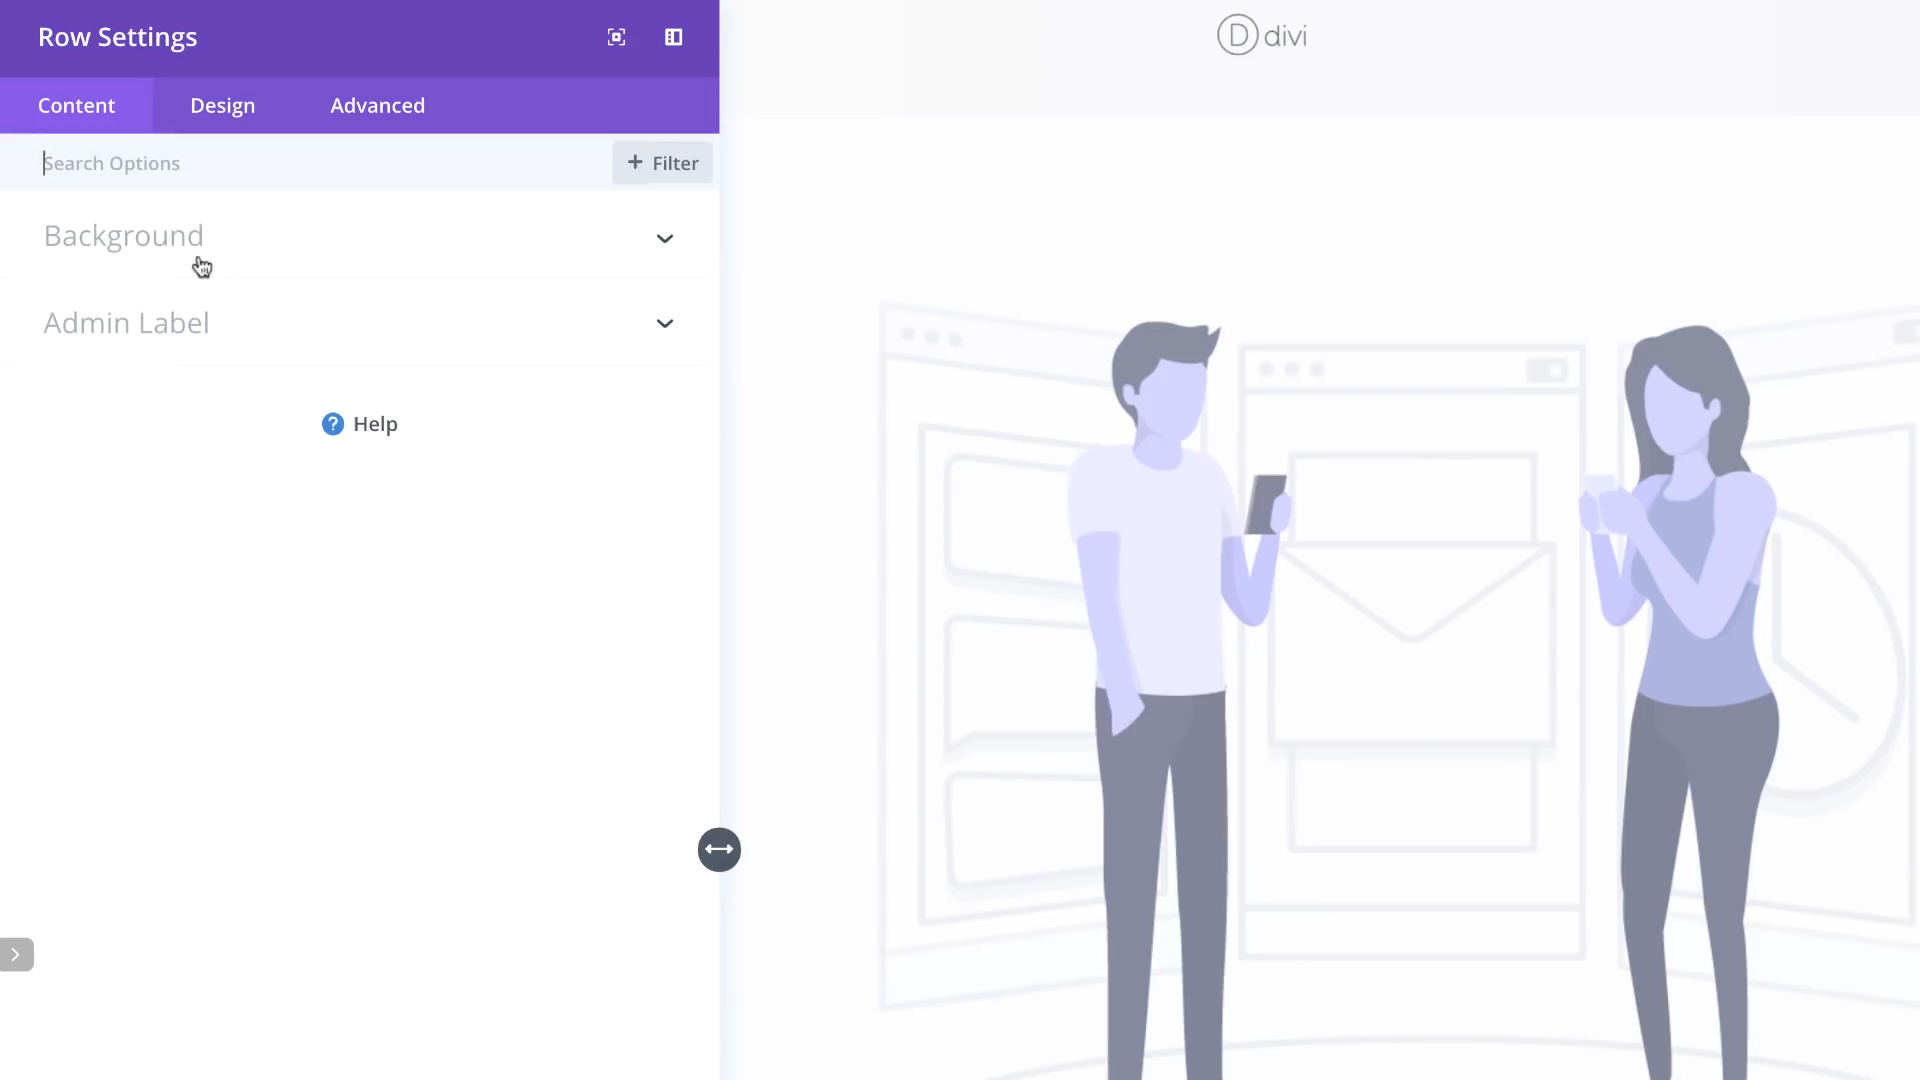 Row Settings
Content Design Advanced
Search Options
+ Filter
Background
Admin Label
? Help
D divi